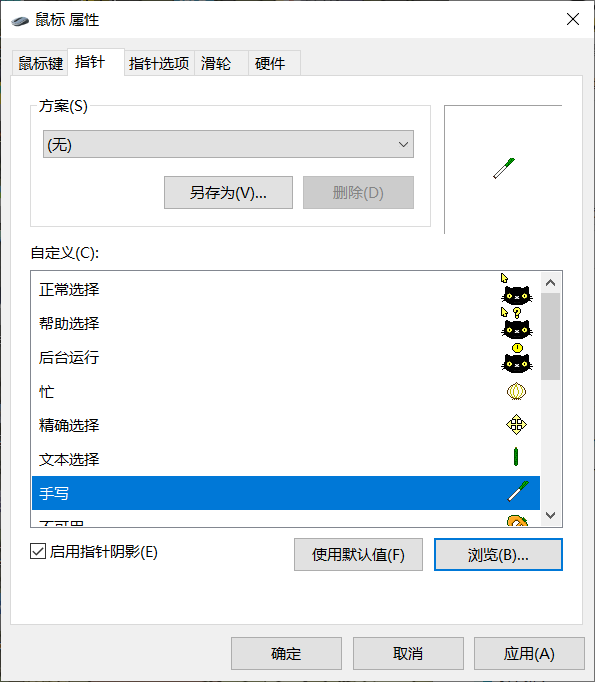 鼠标 属性
鼠标键 指针 指针选项 滑轮 硬件
方案(S)
(无)
另存为(V)... 删除(D)
自定义(C):
正常选择
帮助选择
后台运行
忙
精确选择
文本选择
手写
不可用
启用指针阴影(E) 使用默认值(F) 浏览(B)...
确定 取消 应用(A)